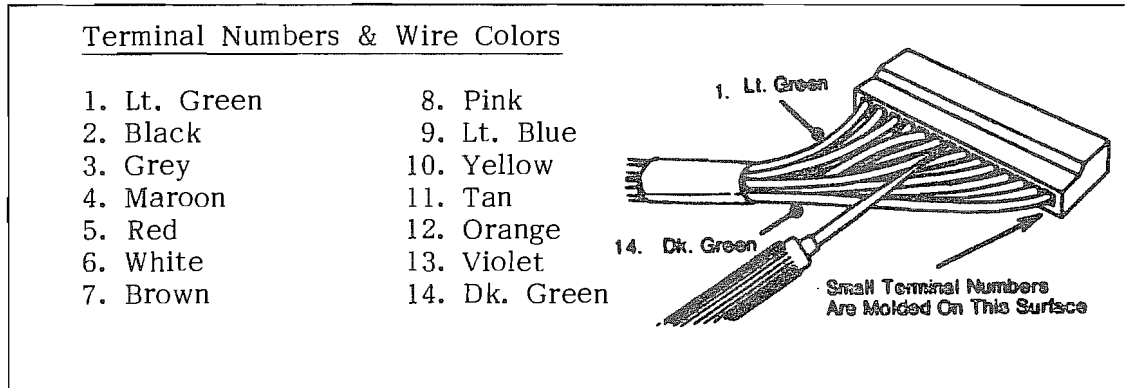 Terminal Numbers & Wire Colors
1. Lt. Green
2. Black
3. Grey
4. Maroon
5. Red
6. White
7. Brown
8. Pink
9. Lt. Blue
10. Yellow
11. Tan
12. Orange
13. Violet
14. Dk. Green
1. Lt. Green
14. Dk. Green
Small Terminal Numbers
Are Molded On This Surface